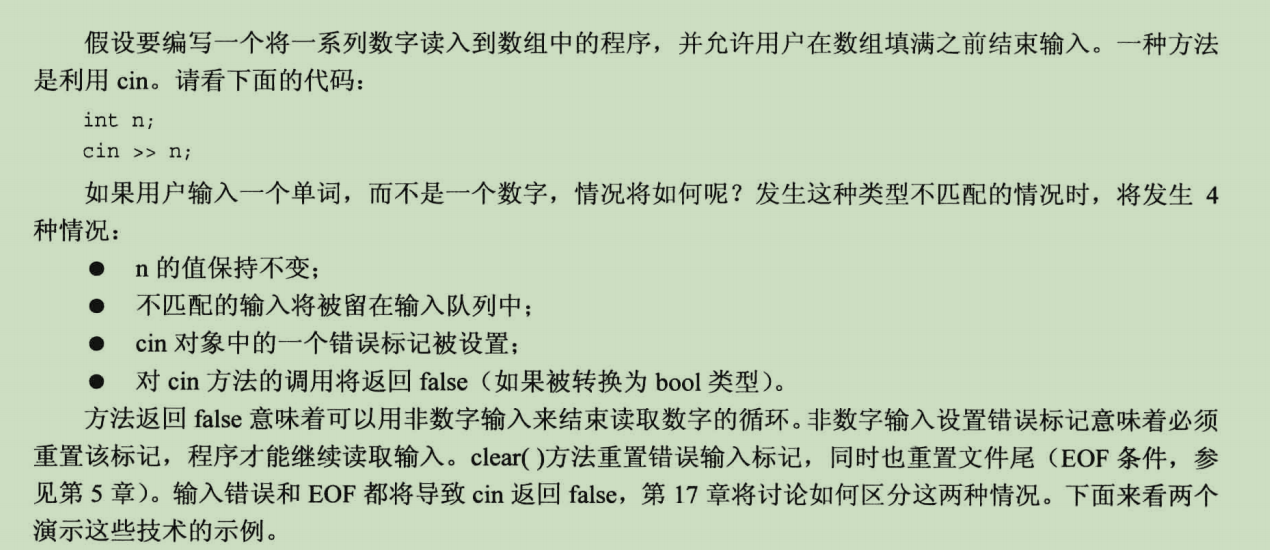 假设要编写一个将一系列数字读入到数组中的程序，并允许用户在数组填满之前结束输入。一种方法
是利用 cin。请看下面的代码：
int n;
cin >> n;
如果用户输入一个单词，而不是一个数字，情况将如何呢？发生这种类型不匹配的情况时，将发生 4
种情况：
● n 的值保持不变；
● 不匹配的输入将被留在输入队列中；
● cin 对象中的一个错误标记被设置；
● 对 cin 方法的调用将返回 false（如果被转换为 bool 类型）。
方法返回 false 意味着可以用非数字输入来结束读取数字的循环。非数字输入设置错误标记意味着必须
重置该标记，程序才能继续读取输入。clear( )方法重置错误输入标记，同时也重置文件尾（EOF 条件，参
见第 5 章）。输入错误和 EOF 都将导致 cin 返回 false，第 17 章将讨论如何区分这两种情况。下面来看两个
演示这些技术的示例。